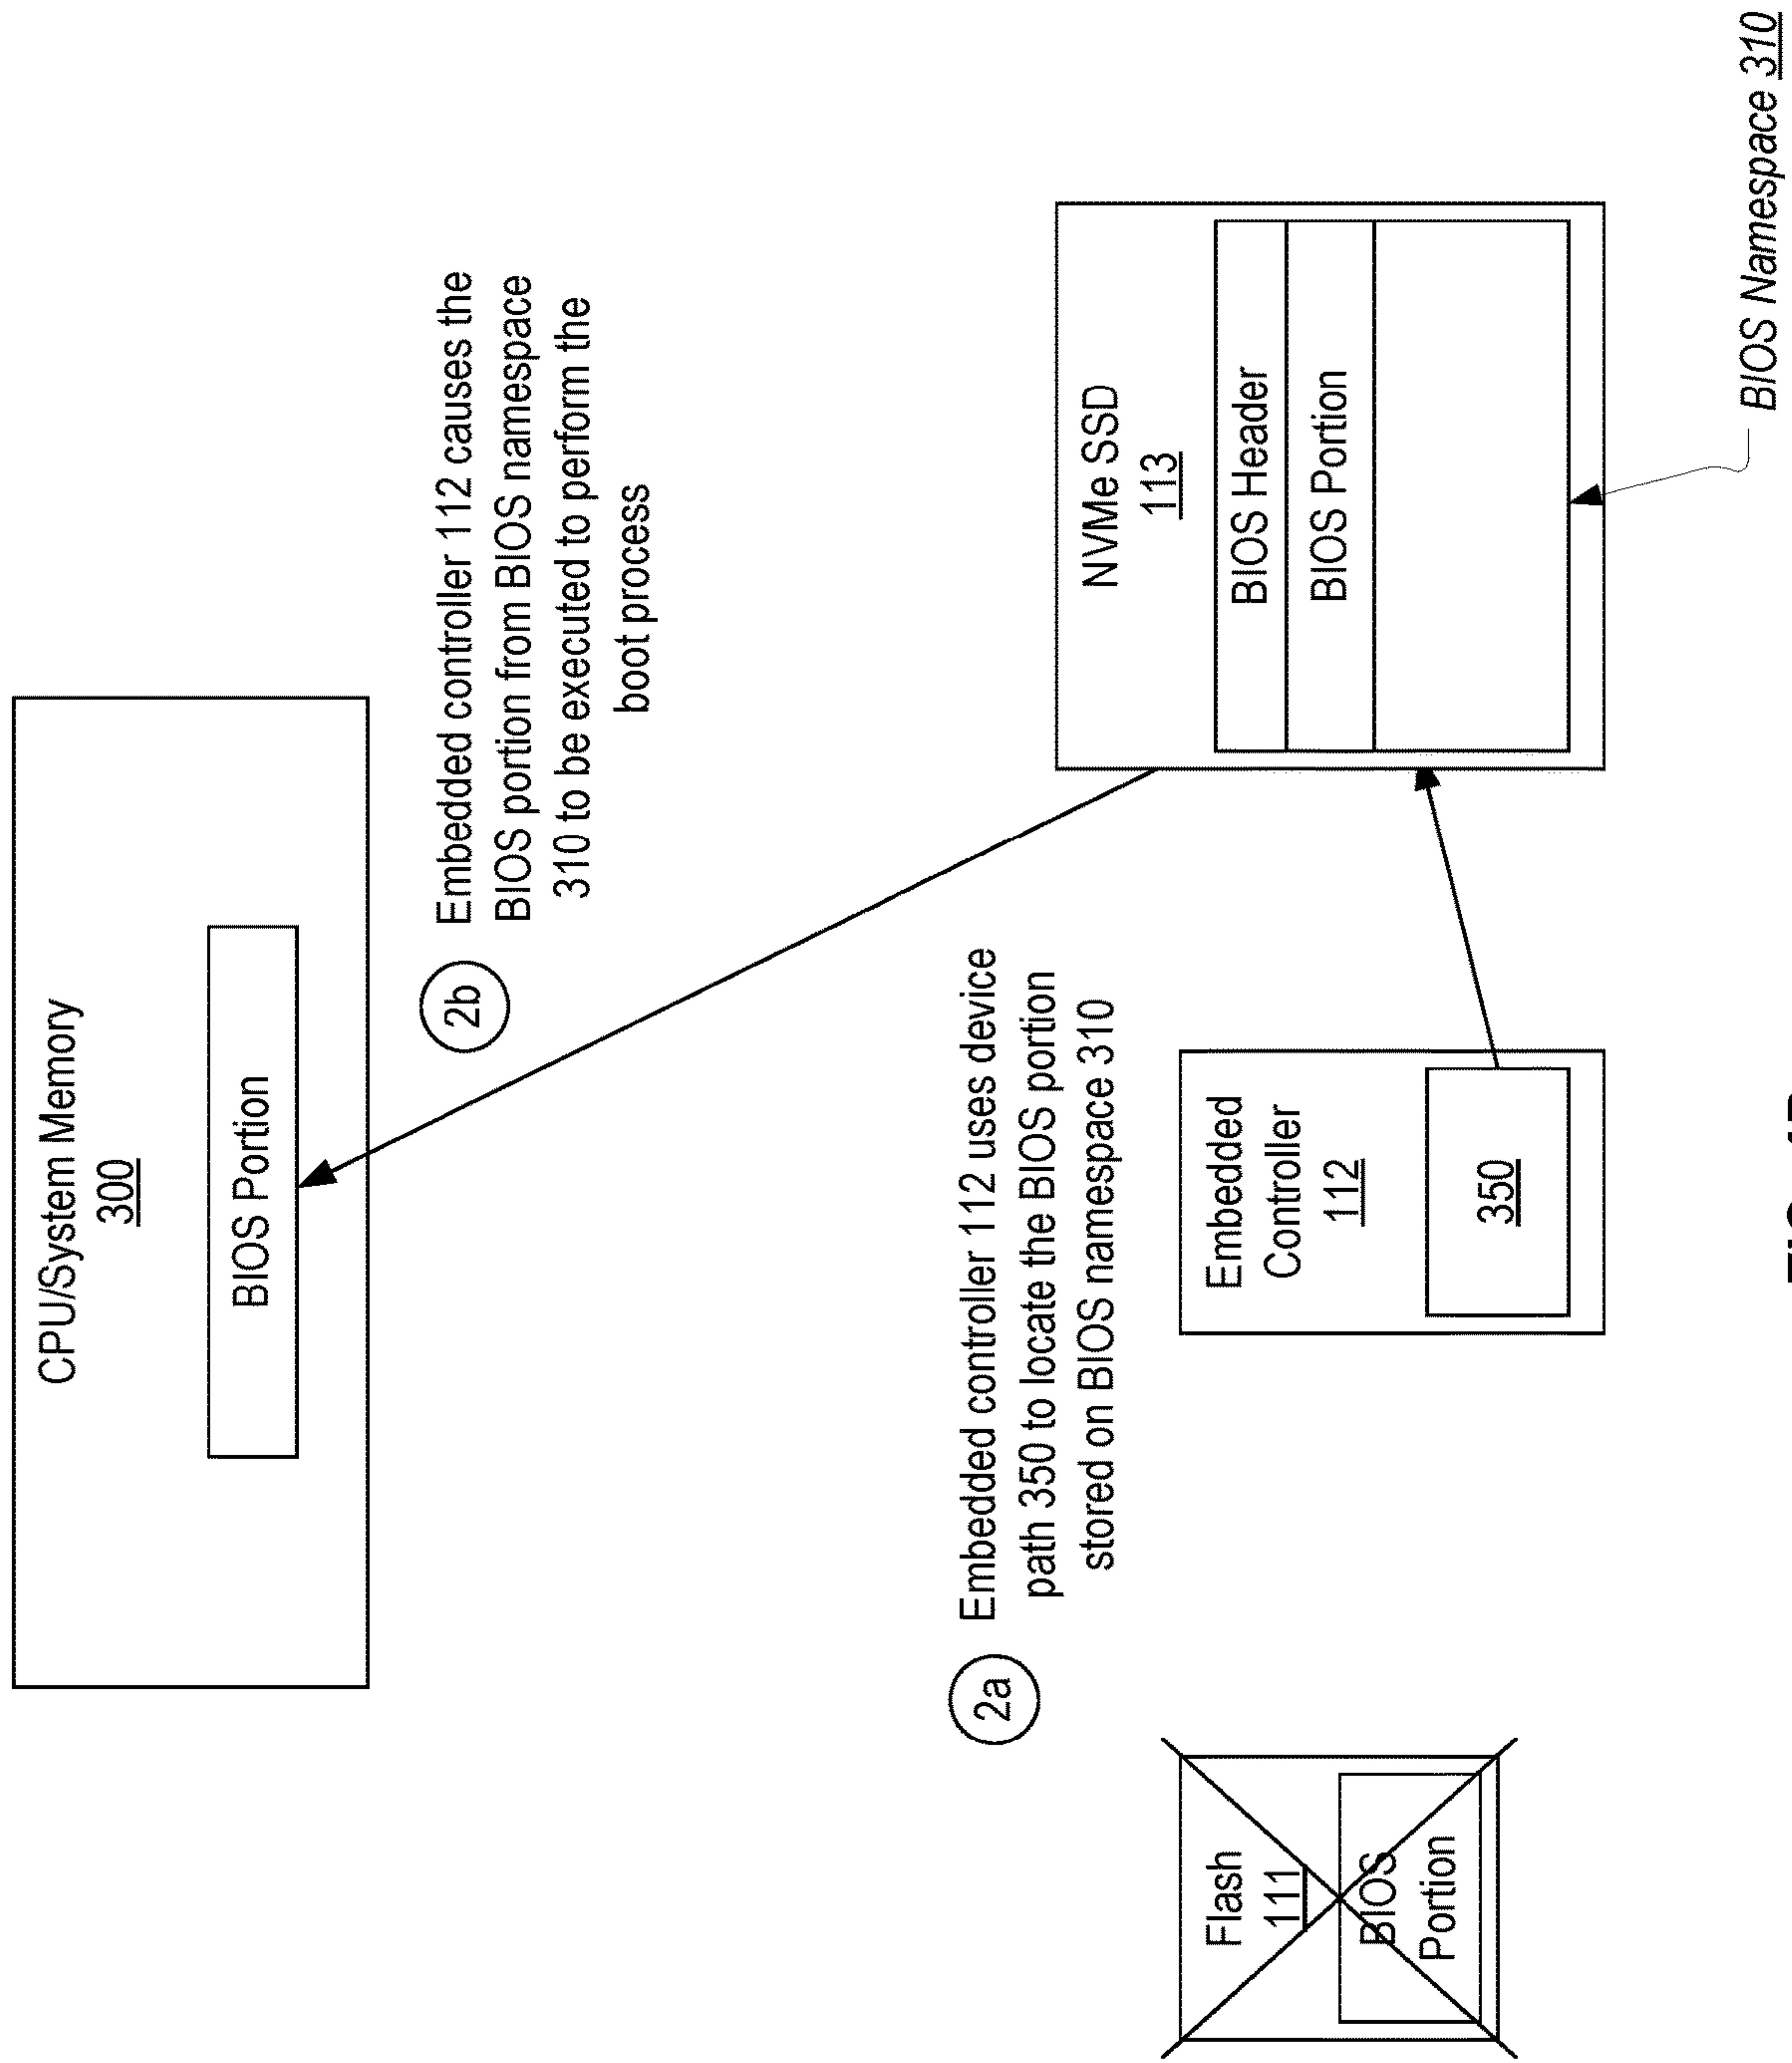 CPU/System Memory
300
BIOS Portion
2b
Embedded controller 112 causes the
BIOS portion from BIOS namespace
310 to be executed to perform the
boot process
2a
Embedded controller 112 uses device
path 350 to locate the BIOS portion
stored on BIOS namespace 310
Flash
111
BIOS
Portion
Embedded
Controller
112
350
NVMe SSD
113
BIOS Header
BIOS Portion
BIOS Namespace 310